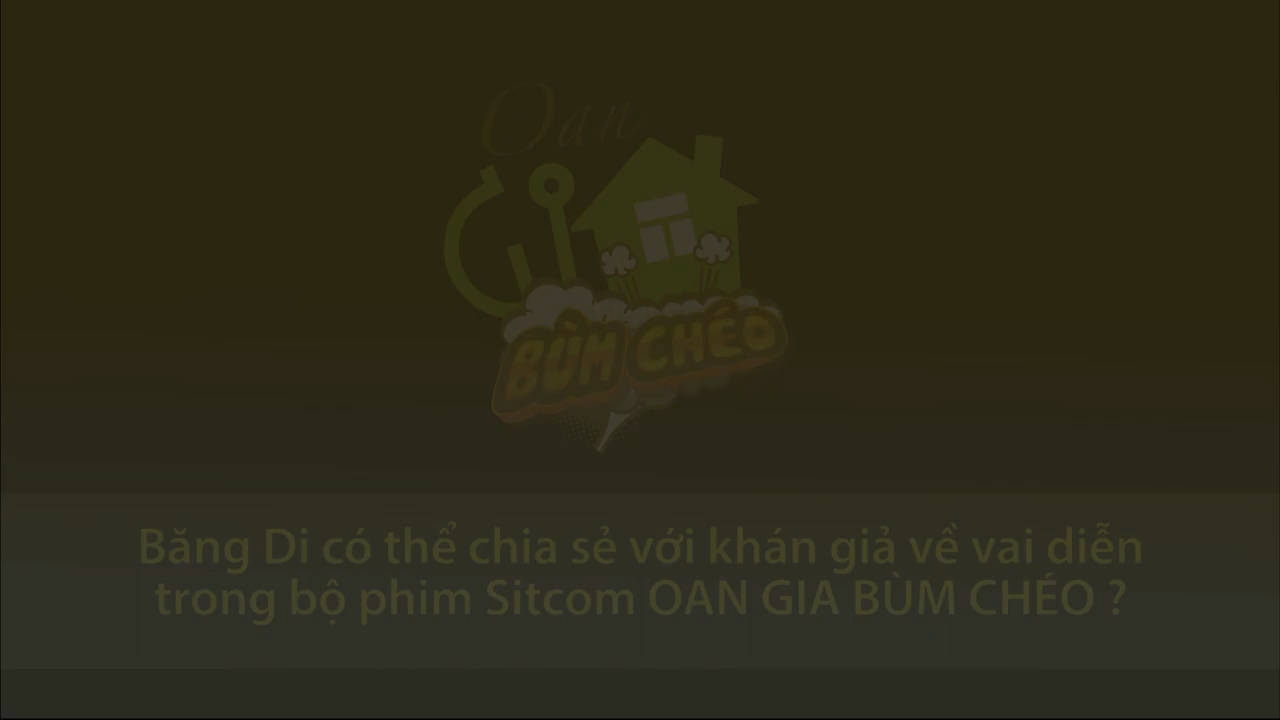 Oan
Gia
BÙM CHÉO
Băng Di có thể chia sẻ với khán giả về vai diễn
trong bộ phim Sitcom OAN GIA BÙM CHÉO ?